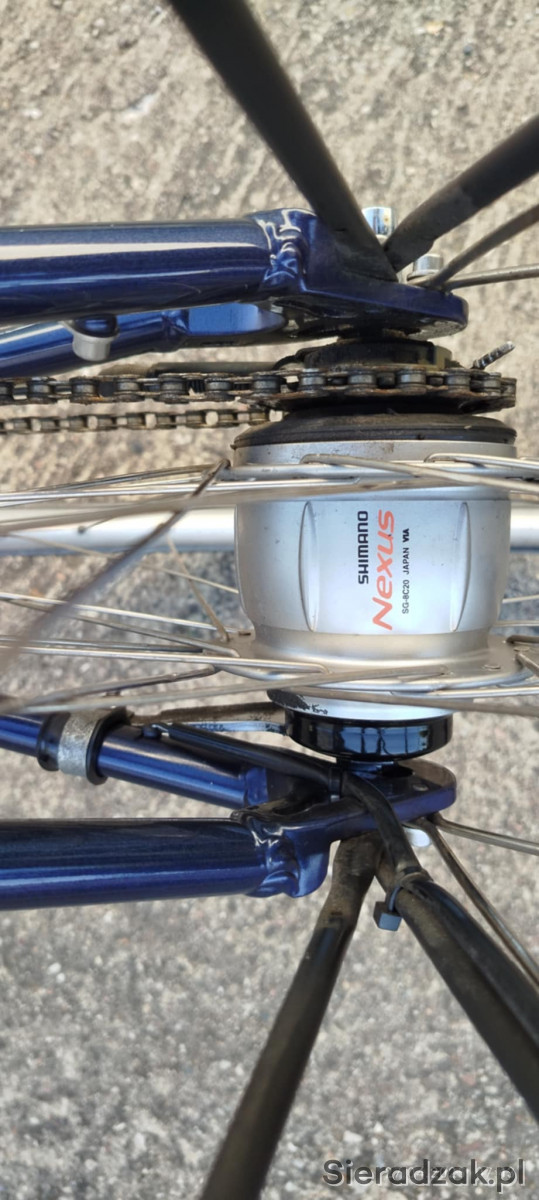 SHIMANO
Nexus
SG-8C20 JAPAN VIA
Sieradzak.pl